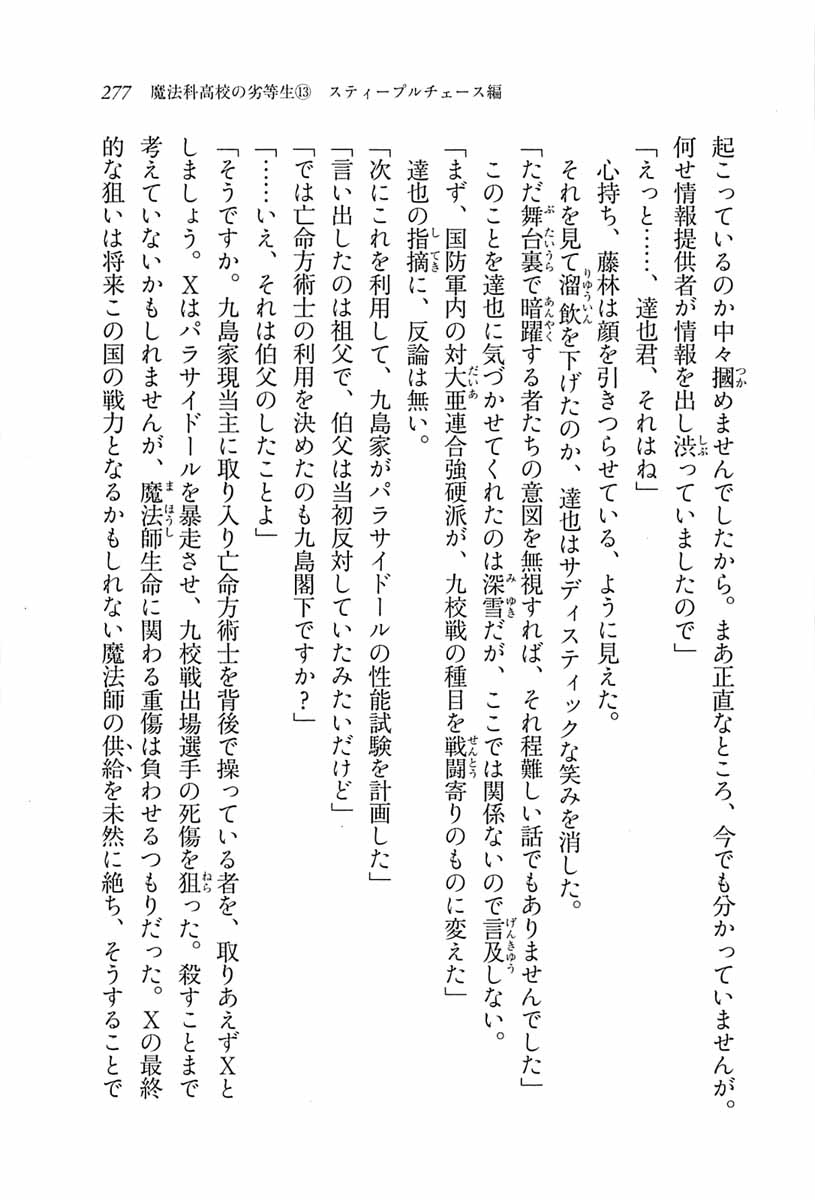 277　魔法科高校の劣等生⑬　スティープルチェース編
起こっているのか中々摑めませんでしたから。まあ正直なところ、今でも分かっていませんが。
何せ情報提供者が情報を出し渋っていましたので」
「えっと……、達也君、それはね」
　心持ち、藤林は顔を引きつらせている、ように見えた。
　それを見て溜飲を下げたのか、達也はサディスティックな笑みを消した。
「ただ舞台裏で暗躍する者たちの意図を無視すれば、それ程難しい話でもありませんでした」
　このことを達也に気づかせてくれたのは深雪だが、ここでは関係ないので言及しない。
「まず、国防軍内の対大亜連合強硬派が、九校戦の種目を戦闘寄りのものに変えた」
　達也の指摘に、反論は無い。
「次にこれを利用して、九島家がパラサイドールの性能試験を計画した」
「言い出したのは祖父で、伯父は当初反対していたみたいだけど」
「では亡命方術士の利用を決めたのも九島閣下ですか？」
「……いえ、それは伯父のしたことよ」
「そうですか。九島家現当主に取り入り亡命方術士を背後で操っている者を、取りあえずXと
しましょう。Xはパラサイドールを暴走させ、九校戦出場選手の死傷を狙った。殺すことまで
考えていないかもしれませんが、魔法師生命に関わる重傷は負わせるつもりだった。Xの最終
的な狙いは将来この国の戦力となるかもしれない魔法師の供給を未然に絶ち、そうすることで